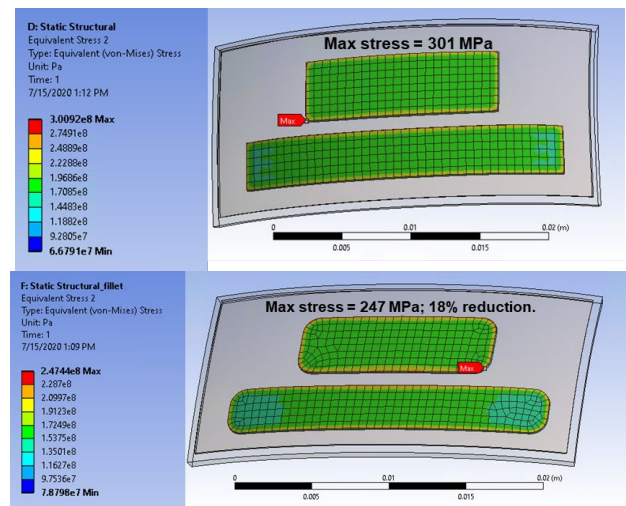 D: Static Structural
Equivalent Stress 2
Type: Equivalent (von-Mises) Stress
Unit: Pa
Time: 1
7/15/2020 1:12 PM
3.0092e8 Max
2.7491e8
2.4889e8
2.2288e8
1.9686e8
1.7085e8
1.4483e8
1.1882e8
9.2805e7
6.6791e7 Min
Max stress = 301 MPa
Max
0 0.01 0.02 (m)
0.005 0.015
F: Static Structural_fillet
Equivalent Stress 2
Type: Equivalent (von-Mises) Stress
Unit: Pa
Time: 1
7/15/2020 1:09 PM
2.4744e8 Max
2.287e8
2.0997e8
1.9123e8
1.7249e8
1.5375e8
1.3501e8
1.1627e8
9.7536e7
7.8798e7 Min
Max stress = 247 MPa; 18% reduction.
Max
0 0.01 0.02 (m)
0.005 0.015